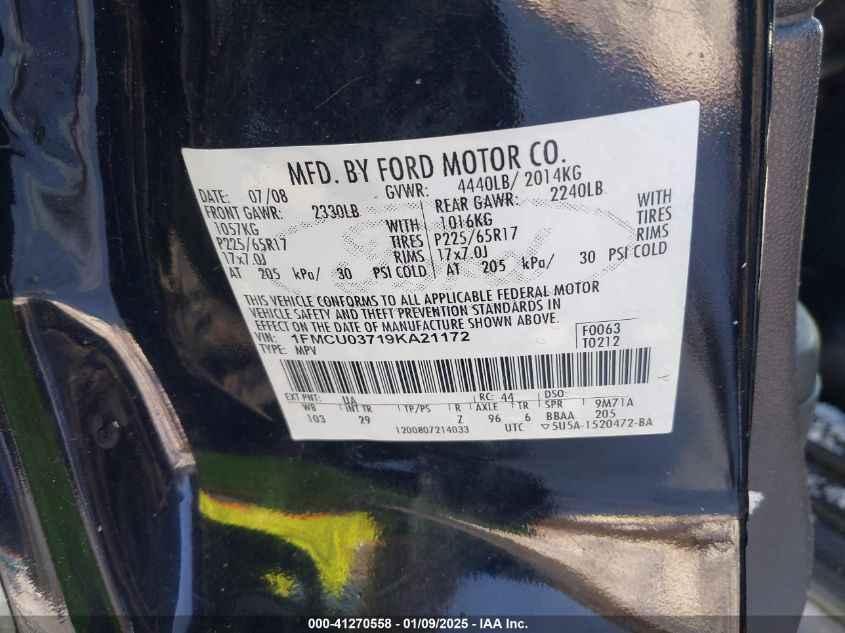 MFD. BY FORD MOTOR CO.
DATE: 07/08 GVWR: 4440LB/ 2014KG
FRONT GAWR: 2330LB REAR GAWR: 2240LB
1057KG WITH 1016KG WITH
P225/65R17 TIRES P225/65R17 TIRES
17x7.0J RIMS 17x7.0J RIMS
AT 205 kPa/ 30 PSI COLD AT 205 kPa/ 30 PSI COLD
THIS VEHICLE CONFORMS TO ALL APPLICABLE FEDERAL MOTOR
VEHICLE SAFETY AND THEFT PREVENTION STANDARDS IN
EFFECT ON THE DATE OF MANUFACTURE SHOWN ABOVE.
VIN: 1FMCU03719KA21172 F0063
TYPE: MPV T0212
EXT PNT: UA RC: 44 DSO:
WB INT TR TP/PS R AXLE TR SPR 9M71A
103 29 Z 96 6 BBAA 205
1200807214033 UTC ▽5U5A-1520472-BA
000-41270558 - 01/09/2025 - IAA Inc.